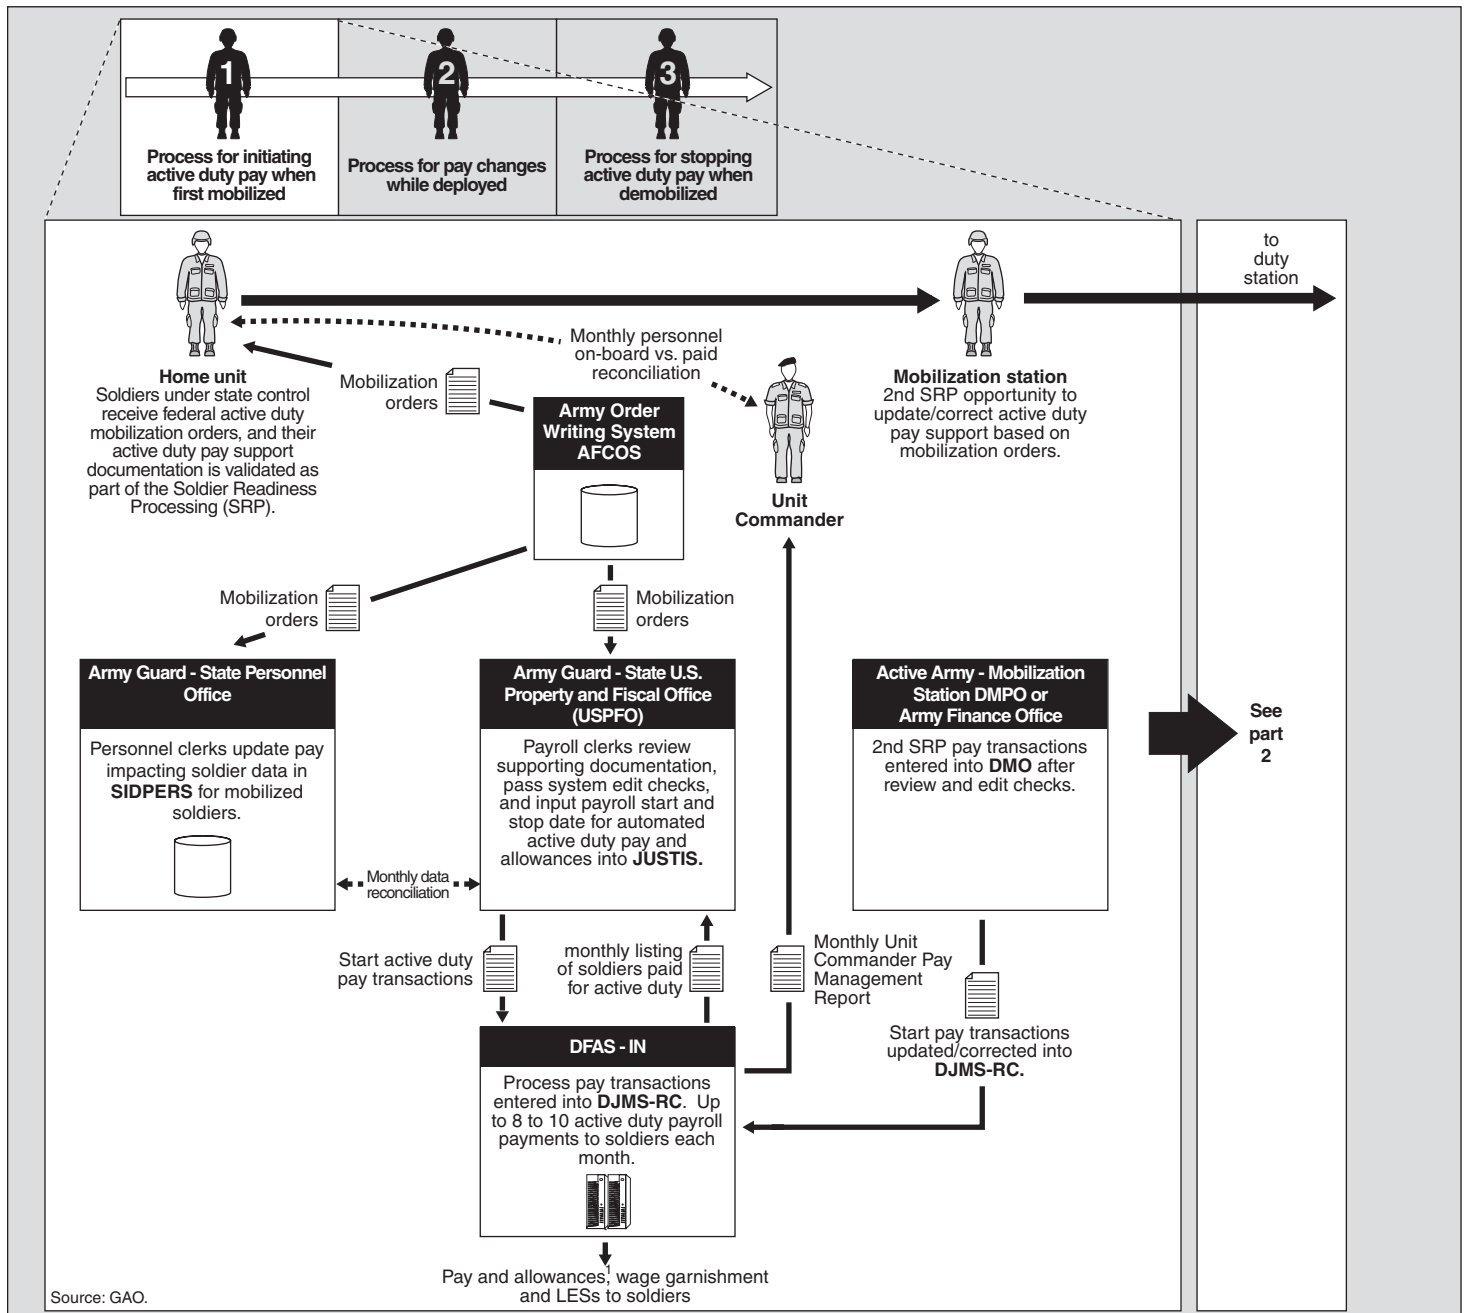 1
2
3
Process for initiating
active duty pay when
first mobilized
Process for pay changes
while deployed
Process for stopping
active duty pay when
demobilized
to
duty
station
Home unit
Soldiers under state control
receive federal active duty
mobilization orders, and their
active duty pay support
documentation is validated as
part of the Soldier Readiness
Processing (SRP).
Mobilization
orders
Monthly personnel
on-board vs. paid
reconciliation
Army Order
Writing System
AFCOS
Unit
Commander
Mobilization station
2nd SRP opportunity to
update/correct active duty
pay support based on
mobilization orders.
Mobilization
orders
Mobilization
orders
Army Guard - State Personnel
Office
Personnel clerks update pay
impacting soldier data in
SIDPERS for mobilized
soldiers.
Monthly data
reconciliation
Army Guard - State U.S.
Property and Fiscal Office
(USPFO)
Payroll clerks review
supporting documentation,
pass system edit checks,
and input payroll start and
stop date for automated
active duty pay and
allowances into JUSTIS.
Active Army - Mobilization
Station DMPO or
Army Finance Office
2nd SRP pay transactions
entered into DMO after
review and edit checks.
See
part
2
Start active duty
pay transactions
monthly listing
of soldiers paid
for active duty
Monthly Unit
Commander Pay
Management
Report
Start pay transactions
updated/corrected into
DJMS-RC.
DFAS - IN
Process pay transactions
entered into DJMS-RC. Up
to 8 to 10 active duty payroll
payments to soldiers each
month.
Pay and allowances,1 wage garnishment
and LESs to soldiers
Source: GAO.